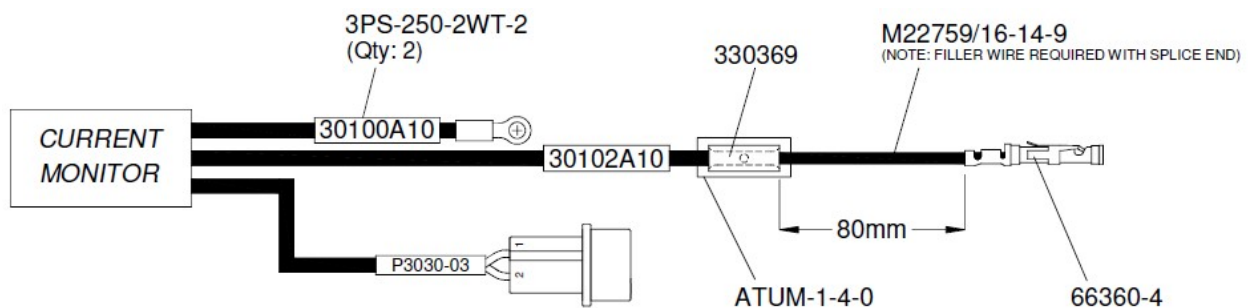 3PS-250-2WT-2
(Qty: 2)
M22759/16-14-9
(NOTE: FILLER WIRE REQUIRED WITH SPLICE END)
330369
CURRENT
MONITOR
30100A10
30102A10
80mm
P3030-03
1
2
ATUM-1-4-0
66360-4